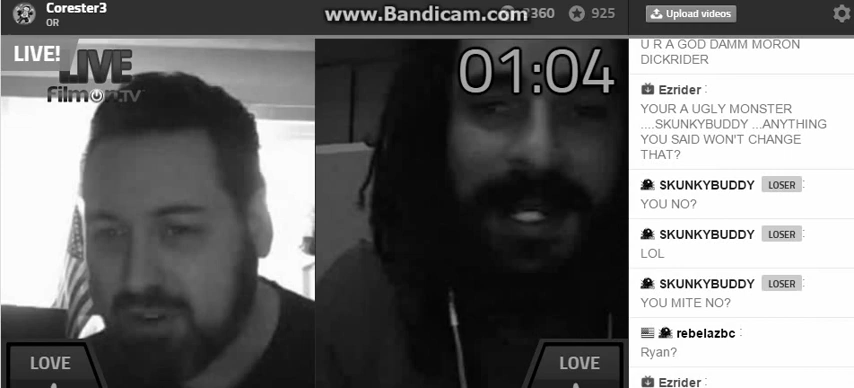 Corester3
OR
www.Bandicam.com
2360
925
Upload videos
LIVE!
LIVE
FilmOn.TV
01:04
LOVE
LOVE
U R A GOD DAMM MORON
DICKRIDER
Ezrider :
YOUR A UGLY MONSTER
....SKUNKYBUDDY ...ANYTHING
YOU SAID WON'T CHANGE
THAT?
SKUNKYBUDDY LOSER :
YOU NO?
SKUNKYBUDDY LOSER :
LOL
SKUNKYBUDDY LOSER :
YOU MITE NO?
rebelazbc :
Ryan?
Ezrider :